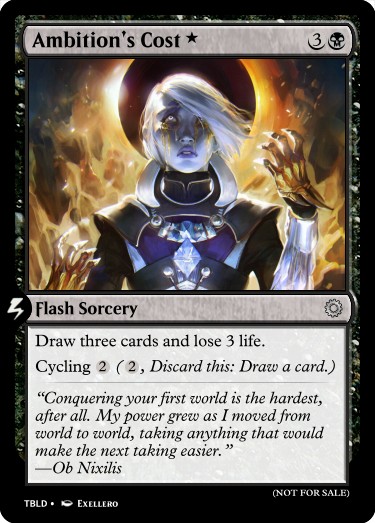 Ambition's Cost ★ 3
Flash Sorcery
Draw three cards and lose 3 life.
Cycling 2 (2, Discard this: Draw a card.)
“Conquering your first world is the hardest,
after all. My power grew as I moved from
world to world, taking anything that would
make the next taking easier.”
—Ob Nixilis
(NOT FOR SALE)
TBLD • Exellero